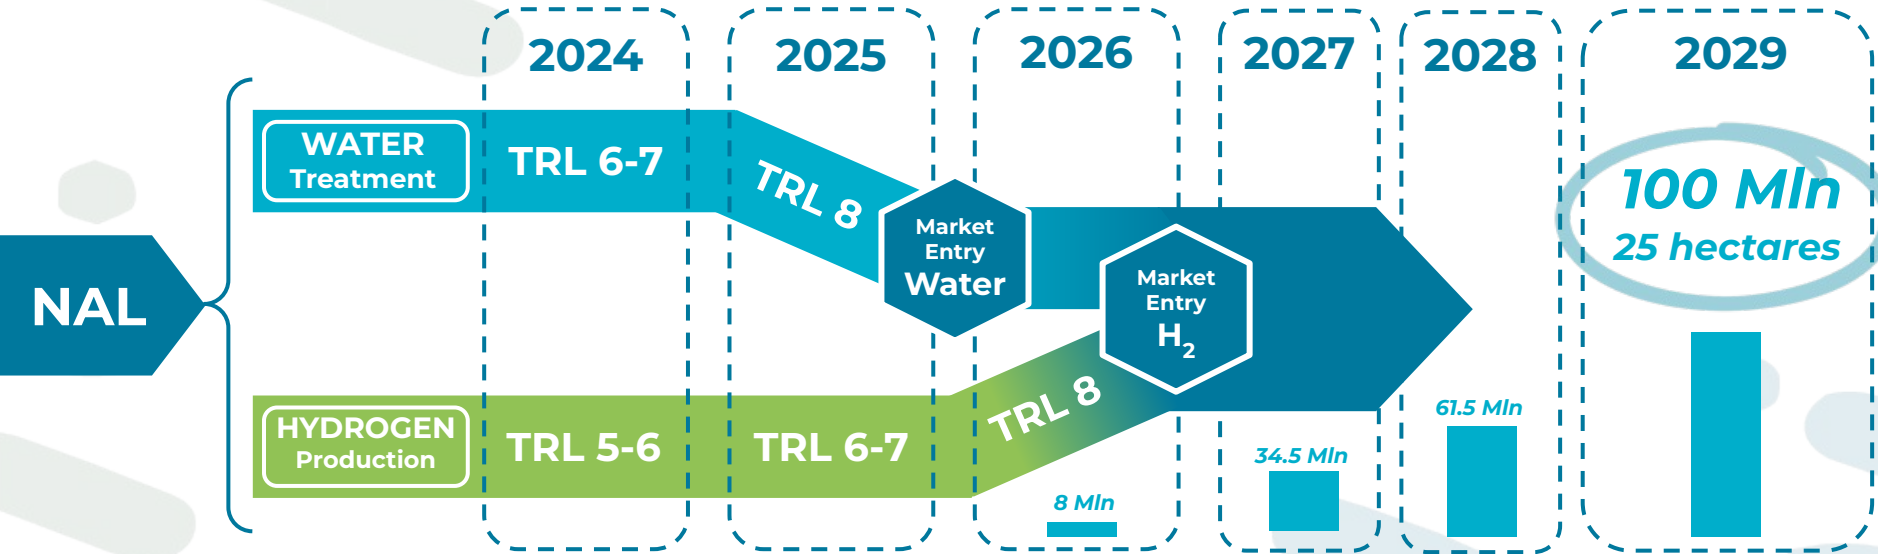 2024
2025
2026
2027
2028
2029
NAL
WATER
Treatment
TRL 6-7
TRL 8
Market
Entry
Water
HYDROGEN
Production
TRL 5-6
TRL 6-7
TRL 8
Market
Entry
H₂
8 Mln
34.5 Mln
61.5 Mln
100 Mln
25 hectares